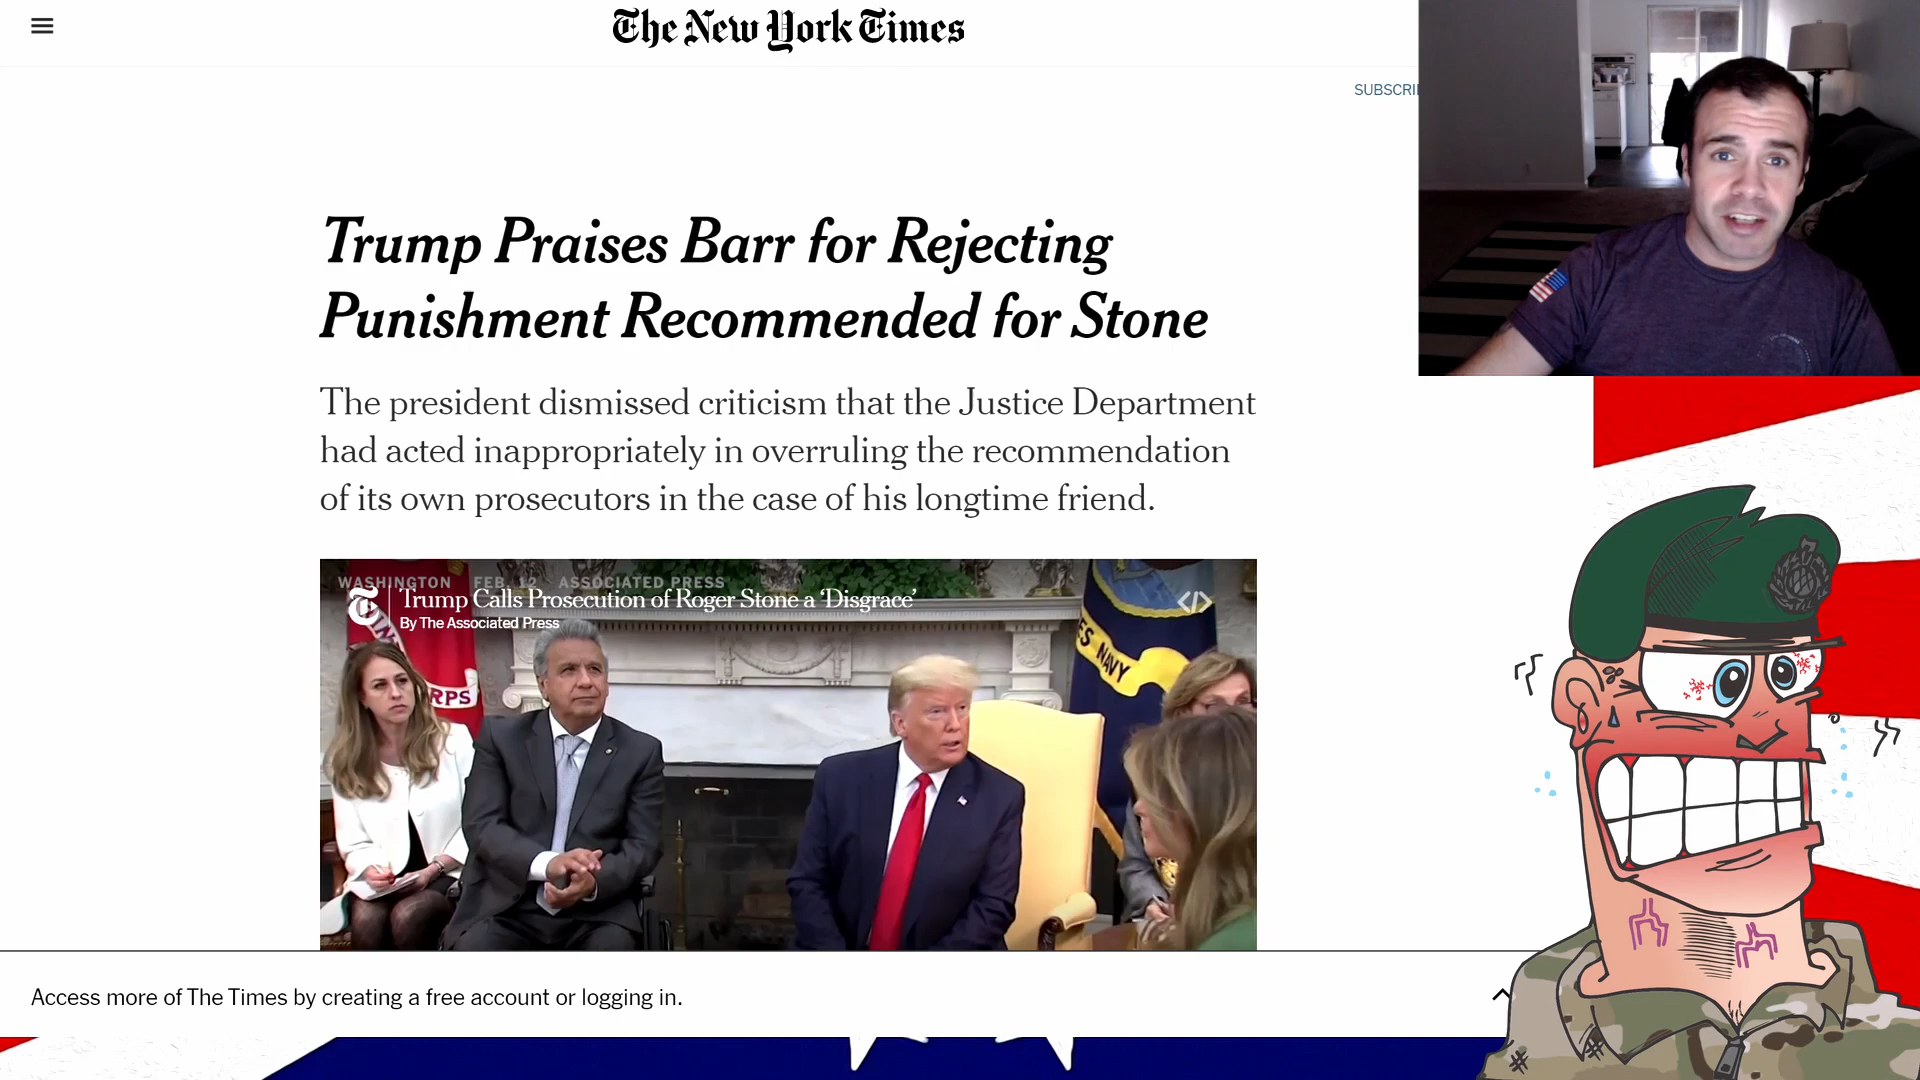 The New York Times
SUBSCRI
Trump Praises Barr for Rejecting
Punishment Recommended for Stone
The president dismissed criticism that the Justice Department
had acted inappropriately in overruling the recommendation
of its own prosecutors in the case of his longtime friend.
WASHINGTON FEB. 12 ASSOCIATED PRESS
T
Trump Calls Prosecution of Roger Stone a ‘Disgrace’
By The Associated Press
</>
RPS
ES NAVY
Access more of The Times by creating a free account or logging in.